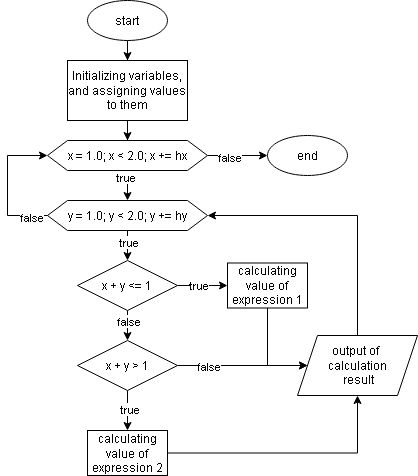 start
Initializing variables,
and assigning values
to them
x = 1.0; x < 2.0; x += hx
false
end
true
y = 1.0; y < 2.0; y += hy
false
true
x + y <= 1
true
calculating
value of
expression 1
false
x + y > 1
false
output of
calculation
result
true
calculating
value of
expression 2